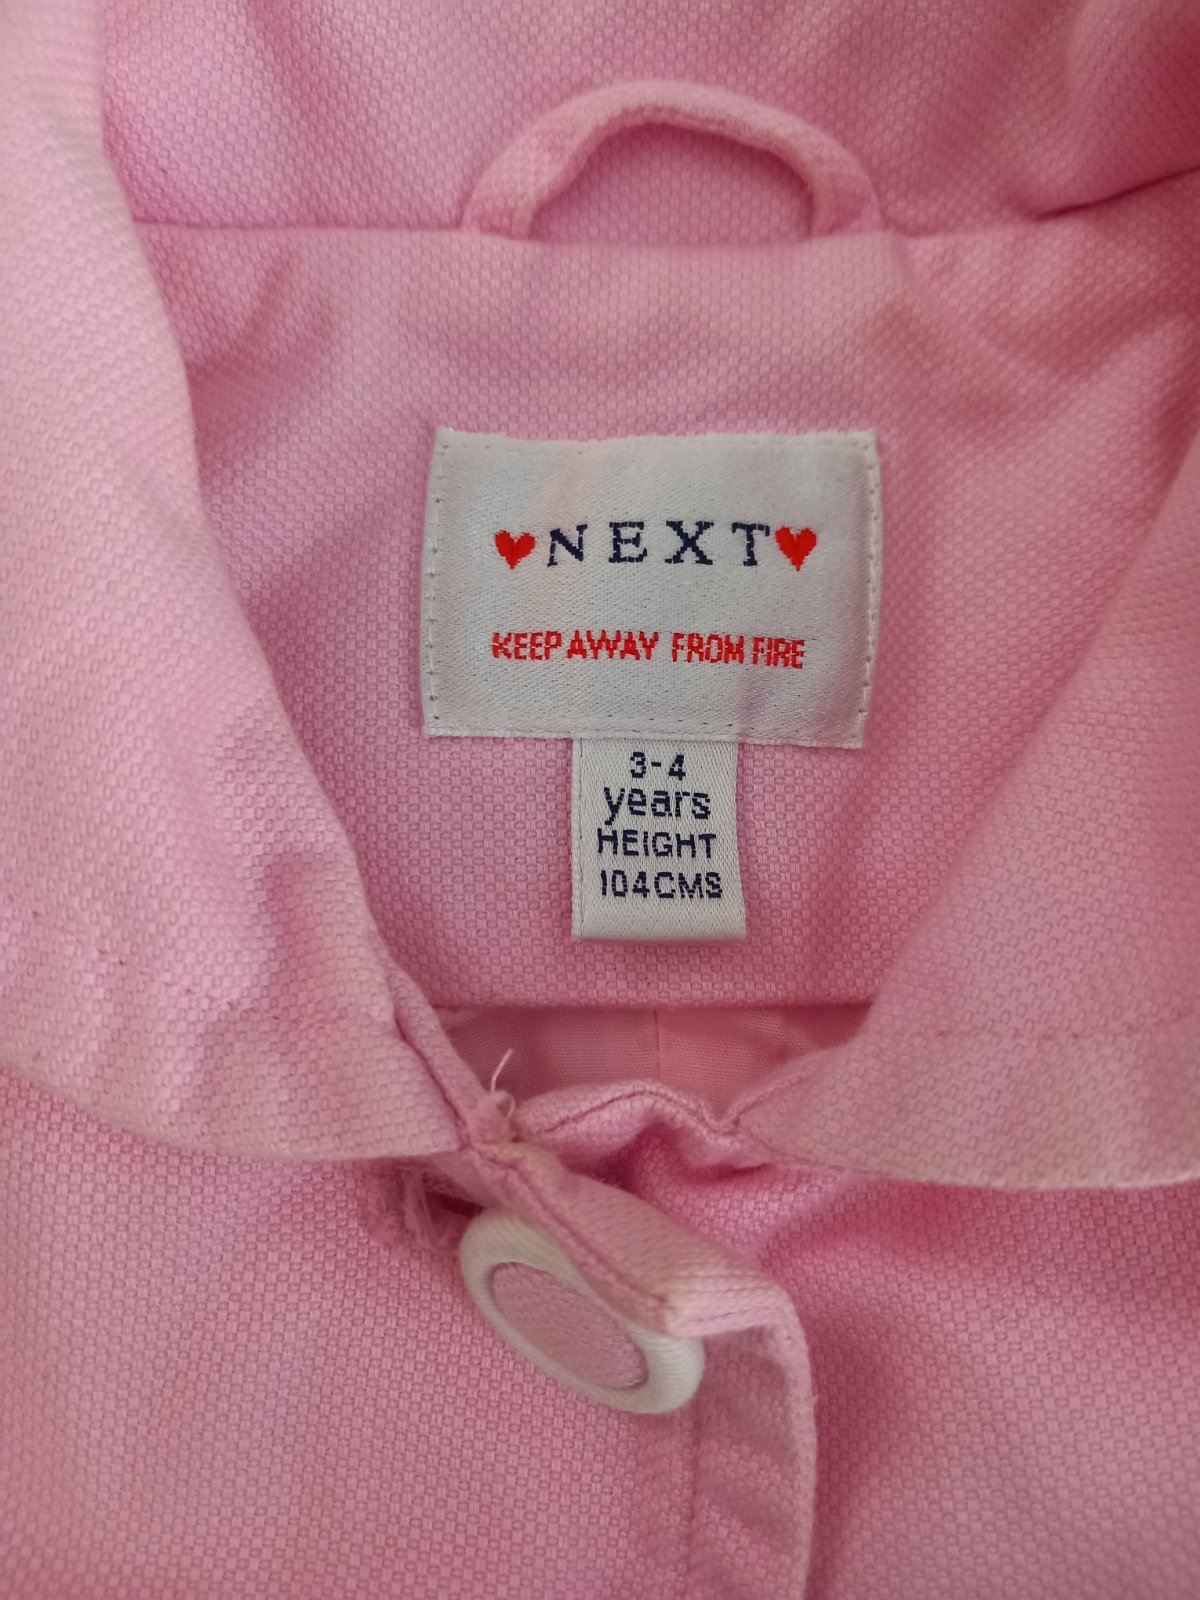 NEXT
KEEP AWAY FROM FIRE
3-4
years
HEIGHT
104CMS